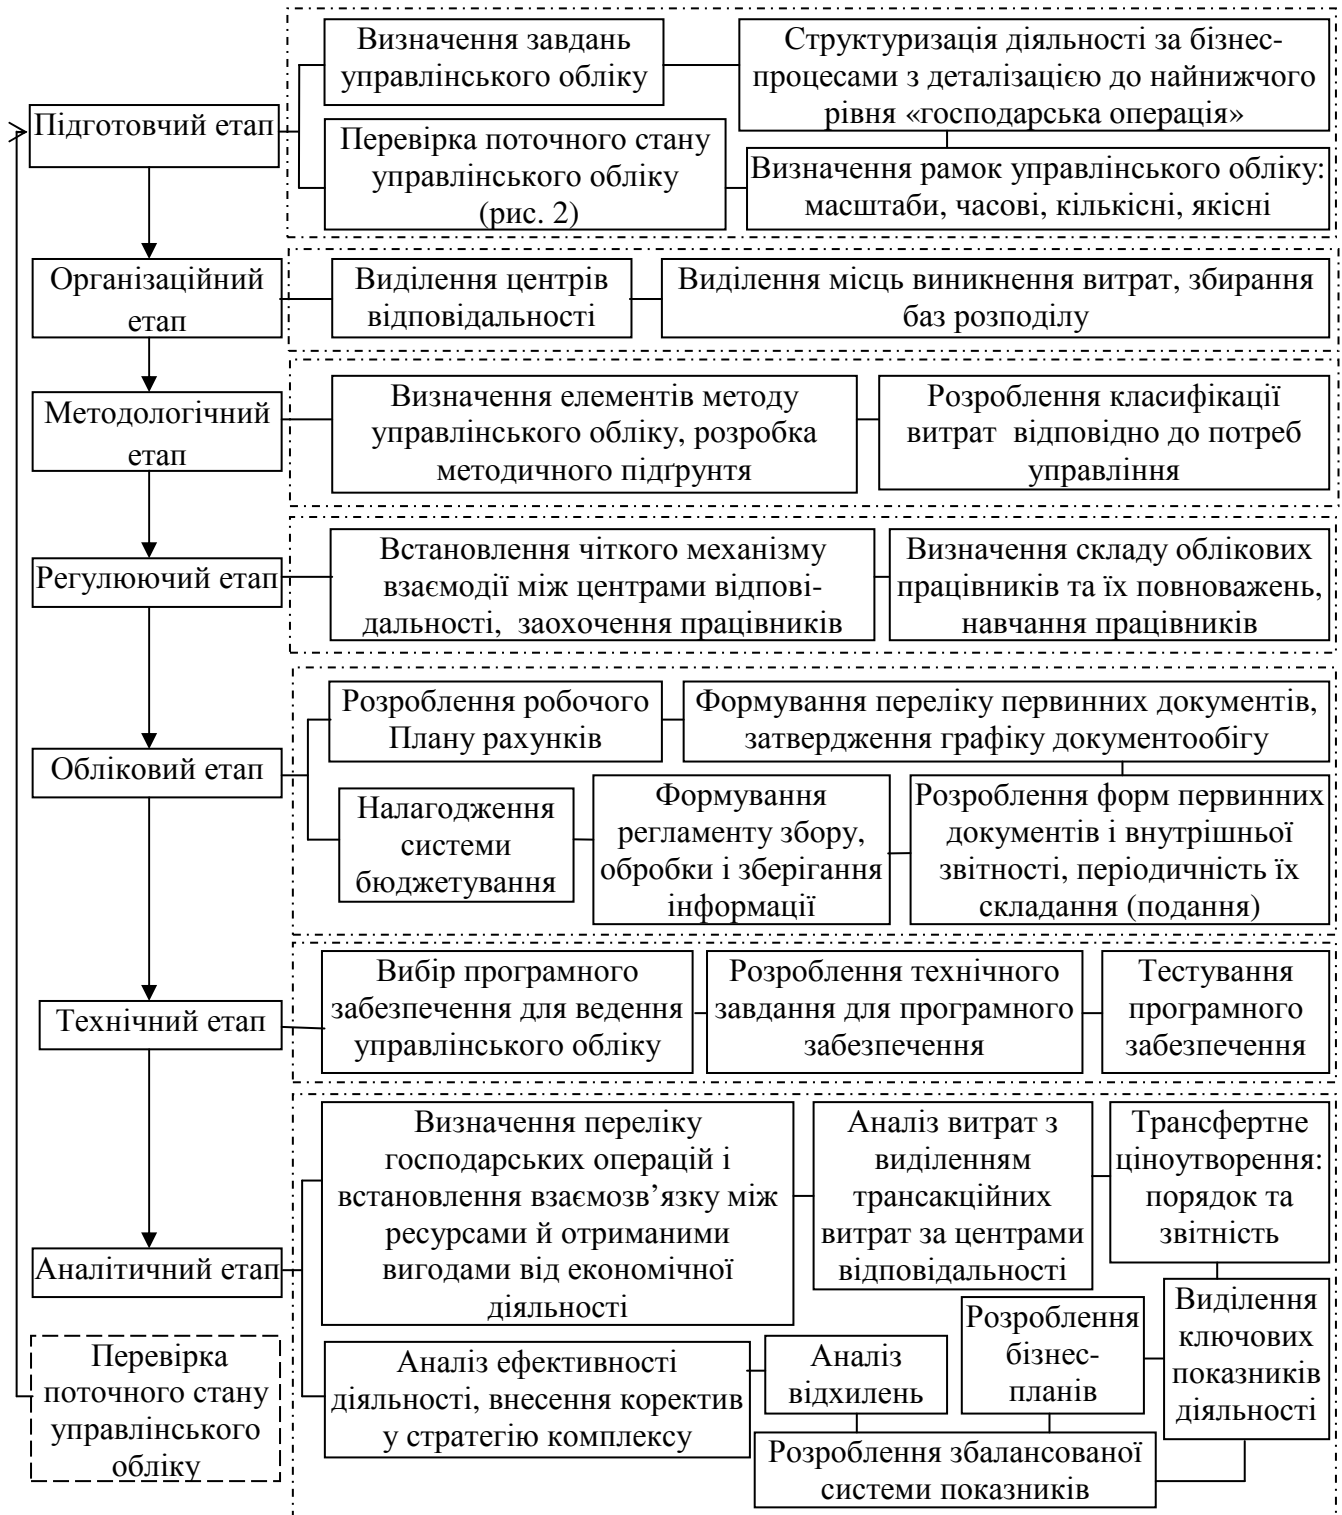 Підготовчий етап
Визначення завдань
управлінського обліку
Структуризація діяльності за бізнес-
процесами з деталізацією до найнижчого
рівня «господарська операція»
Перевірка поточного стану
управлінського обліку
(рис. 2)
Визначення рамок управлінського обліку:
масштаби, часові, кількісні, якісні
Організаційний
етап
Виділення центрів
відповідальності
Виділення місць виникнення витрат, збирання
баз розподілу
Методологічний
етап
Визначення елементів методу
управлінського обліку, розробка
методичного підґрунтя
Розроблення класифікації
витрат відповідно до потреб
управління
Регулюючий етап
Встановлення чіткого механізму
взаємодії між центрами відпові-
дальності, заохочення працівників
Визначення складу облікових
працівників та їх повноважень,
навчання працівників
Обліковий етап
Розроблення робочого
Плану рахунків
Формування переліку первинних документів,
затвердження графіку документообігу
Налагодження
системи
бюджетування
Формування
регламенту збору,
обробки і зберігання
інформації
Розроблення форм первинних
документів і внутрішньої
звітності, періодичність їх
складання (подання)
Технічний етап
Вибір програмного
забезпечення для ведення
управлінського обліку
Розроблення технічного
завдання для програмного
забезпечення
Тестування
програмного
забезпечення
Аналітичний етап
Визначення переліку
господарських операцій і
встановлення взаємозв’язку між
ресурсами й отриманими
вигодами від економічної
діяльності
Аналіз витрат з
виділенням
трансакційних
витрат за центрами
відповідальності
Трансфертне
ціноутворення:
порядок та
звітність
Виділення
ключових
показників
діяльності
Розроблення
бізнес-
планів
Аналіз
відхилень
Аналіз ефективності
діяльності, внесення коректив
у стратегію комплексу
Розроблення збалансованої
системи показників
Перевірка
поточного стану
управлінського
обліку